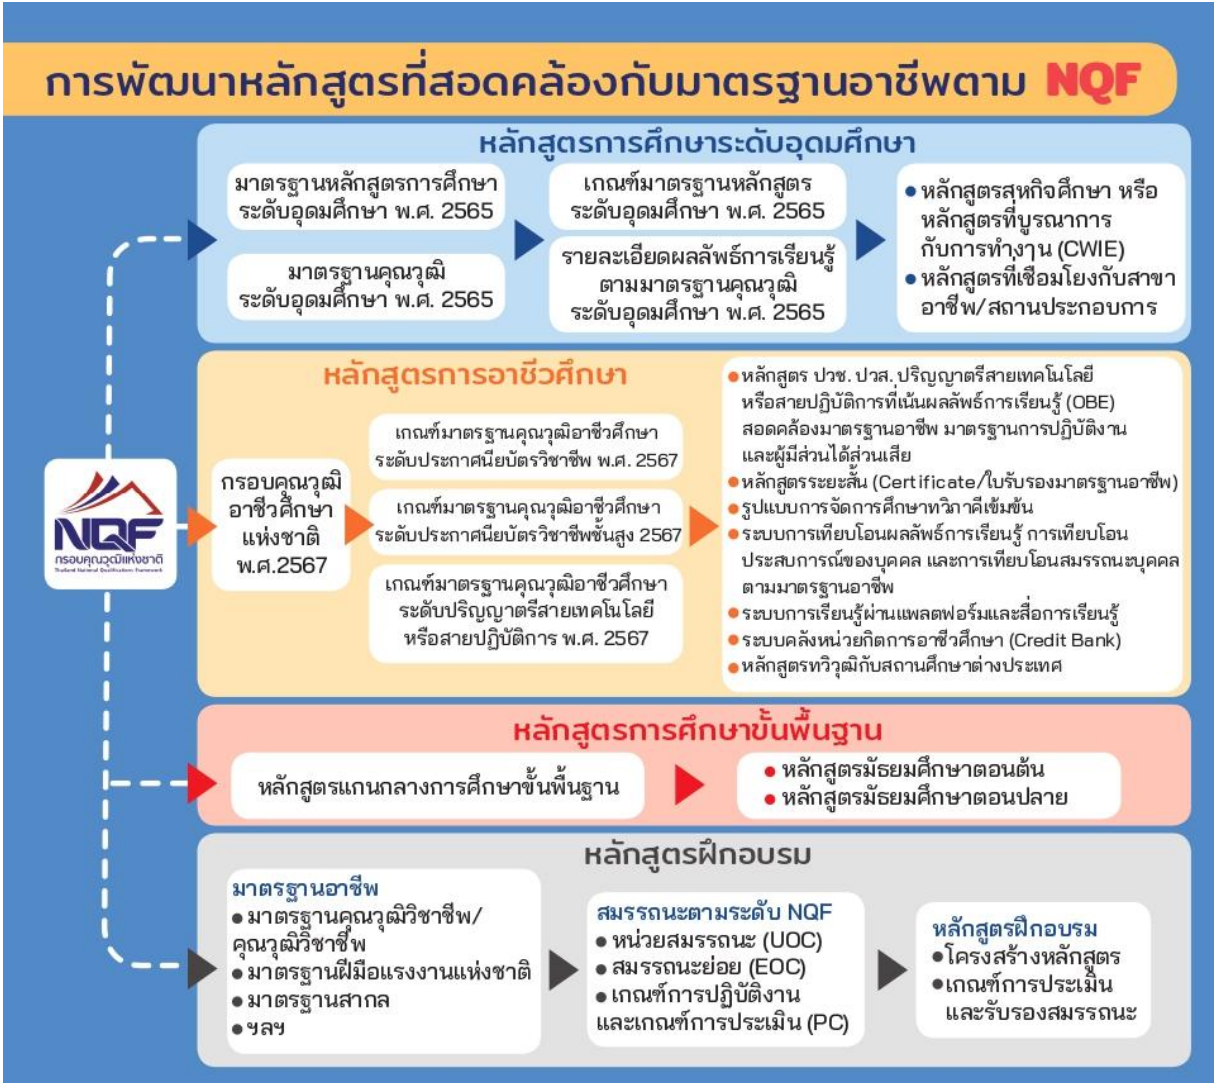 การพัฒนาหลักสูตรที่สอดคล้องกับมาตรฐานอาชีพตาม NQF
หลักสูตรการศึกษาระดับอุดมศึกษา
มาตรฐานหลักสูตรการศึกษา
ระดับอุดมศึกษา พ.ศ. 2565
มาตรฐานคุณวุฒิ
ระดับอุดมศึกษา พ.ศ. 2565
เกณฑ์มาตรฐานหลักสูตร
ระดับอุดมศึกษา พ.ศ. 2565
รายละเอียดผลลัพธ์การเรียนรู้
ตามมาตรฐานคุณวุฒิ
ระดับอุดมศึกษา พ.ศ. 2565
● หลักสูตรสหกิจศึกษา หรือ
หลักสูตรที่บูรณาการ
กับการทำงาน (CWIE)
● หลักสูตรที่เชื่อมโยงกับสาขา
อาชีพ/สถานประกอบการ
NQF
กรอบคุณวุฒิแห่งชาติ
Thailand National Qualifications Framework
หลักสูตรการอาชีวศึกษา
กรอบคุณวุฒิ
อาชีวศึกษา
แห่งชาติ
พ.ศ.2567
เกณฑ์มาตรฐานคุณวุฒิอาชีวศึกษา
ระดับประกาศนียบัตรวิชาชีพ พ.ศ. 2567
เกณฑ์มาตรฐานคุณวุฒิอาชีวศึกษา
ระดับประกาศนียบัตรวิชาชีพชั้นสูง 2567
เกณฑ์มาตรฐานคุณวุฒิอาชีวศึกษา
ระดับปริญญาตรีสายเทคโนโลยี
หรือสายปฏิบัติการ พ.ศ. 2567
● หลักสูตร ปวช. ปวส. ปริญญาตรีสายเทคโนโลยี
หรือสายปฏิบัติการที่เน้นผลลัพธ์การเรียนรู้ (OBE)
สอดคล้องมาตรฐานอาชีพ มาตรฐานการปฏิบัติงาน
และผู้มีส่วนได้ส่วนเสีย
● หลักสูตรระยะสั้น (Certificate/ใบรับรองมาตรฐานอาชีพ)
● รูปแบบการจัดการศึกษาทวิภาคีเข้มข้น
● ระบบการเทียบโอนผลลัพธ์การเรียนรู้ การเทียบโอน
ประสบการณ์ของบุคคล และการเทียบโอนสมรรถนะบุคคล
ตามมาตรฐานอาชีพ
● ระบบการเรียนรู้ผ่านแพลตฟอร์มและสื่อการเรียนรู้
● ระบบคลังหน่วยกิตการอาชีวศึกษา (Credit Bank)
● หลักสูตรทวิวุฒิกับสถานศึกษาต่างประเทศ
หลักสูตรการศึกษาขั้นพื้นฐาน
หลักสูตรแกนกลางการศึกษาขั้นพื้นฐาน
● หลักสูตรมัธยมศึกษาตอนต้น
● หลักสูตรมัธยมศึกษาตอนปลาย
หลักสูตรฝึกอบรม
มาตรฐานอาชีพ
● มาตรฐานคุณวุฒิวิชาชีพ/
คุณวุฒิวิชาชีพ
● มาตรฐานฝีมือแรงงานแห่งชาติ
● มาตรฐานสากล
● ฯลฯ
สมรรถนะตามระดับ NQF
● หน่วยสมรรถนะ (UOC)
● สมรรถนะย่อย (EOC)
● เกณฑ์การปฏิบัติงาน
และเกณฑ์การประเมิน (PC)
หลักสูตรฝึกอบรม
● โครงสร้างหลักสูตร
● เกณฑ์การประเมิน
และรับรองสมรรถนะ